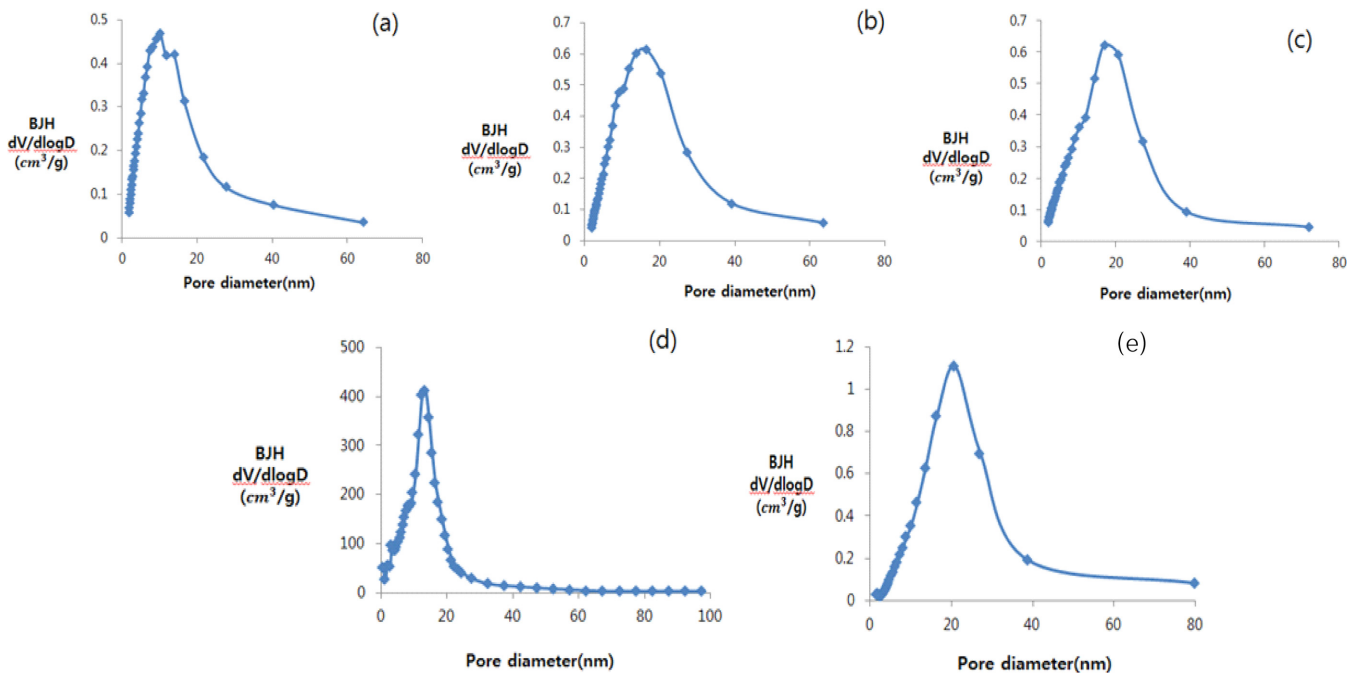 (a)
0.5
0.4
0.3
0.2
0.1
0
BJH
dV/dlogD
(cm³/g)
0 20 40 60 80
Pore diameter(nm)
(b)
0.7
0.6
0.5
0.4
0.3
0.2
0.1
0
BJH
dV/dlogD
(cm³/g)
0 20 40 60 80
Pore diameter(nm)
(c)
0.7
0.6
0.5
0.4
0.3
0.2
0.1
0
BJH
dV/dlogD
(cm³/g)
0 20 40 60 80
Pore diameter(nm)
(d)
500
400
300
200
100
0
BJH
dV/dlogD
(cm³/g)
0 20 40 60 80 100
Pore diameter(nm)
(e)
1.2
1
0.8
0.6
0.4
0.2
0
BJH
dV/dlogD
(cm³/g)
0 20 40 60 80
Pore diameter(nm)